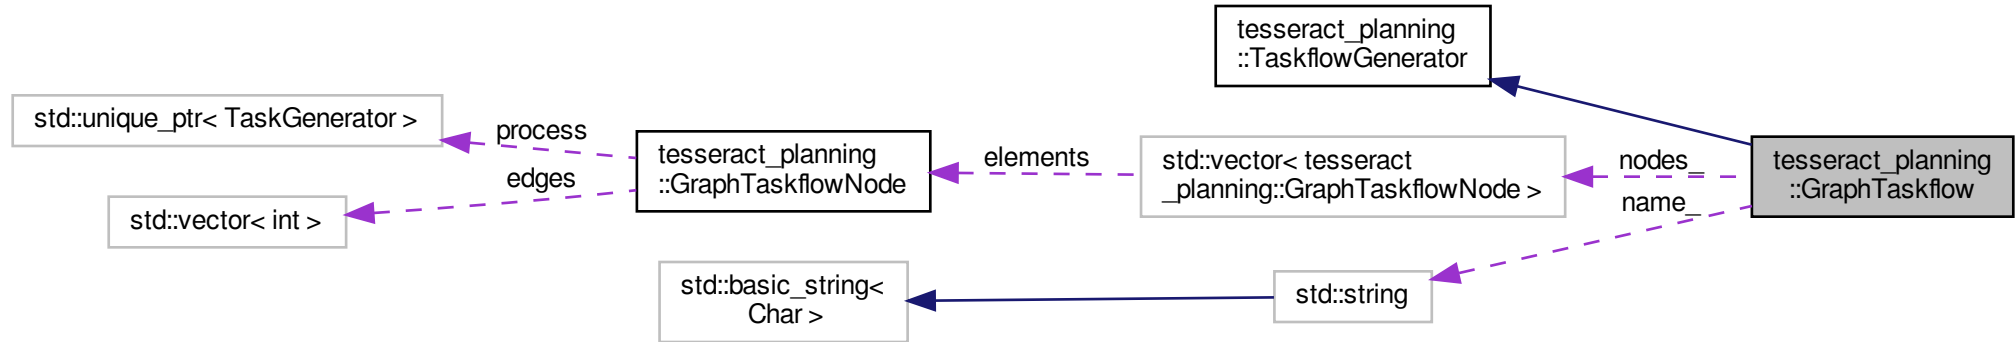 tesseract_planning
::TaskflowGenerator
std::unique_ptr< TaskGenerator >
process
edges
std::vector< int >
tesseract_planning
::GraphTaskflowNode
elements
std::vector< tesseract
_planning::GraphTaskflowNode >
nodes_
name_
tesseract_planning
::GraphTaskflow
std::basic_string<
Char >
std::string